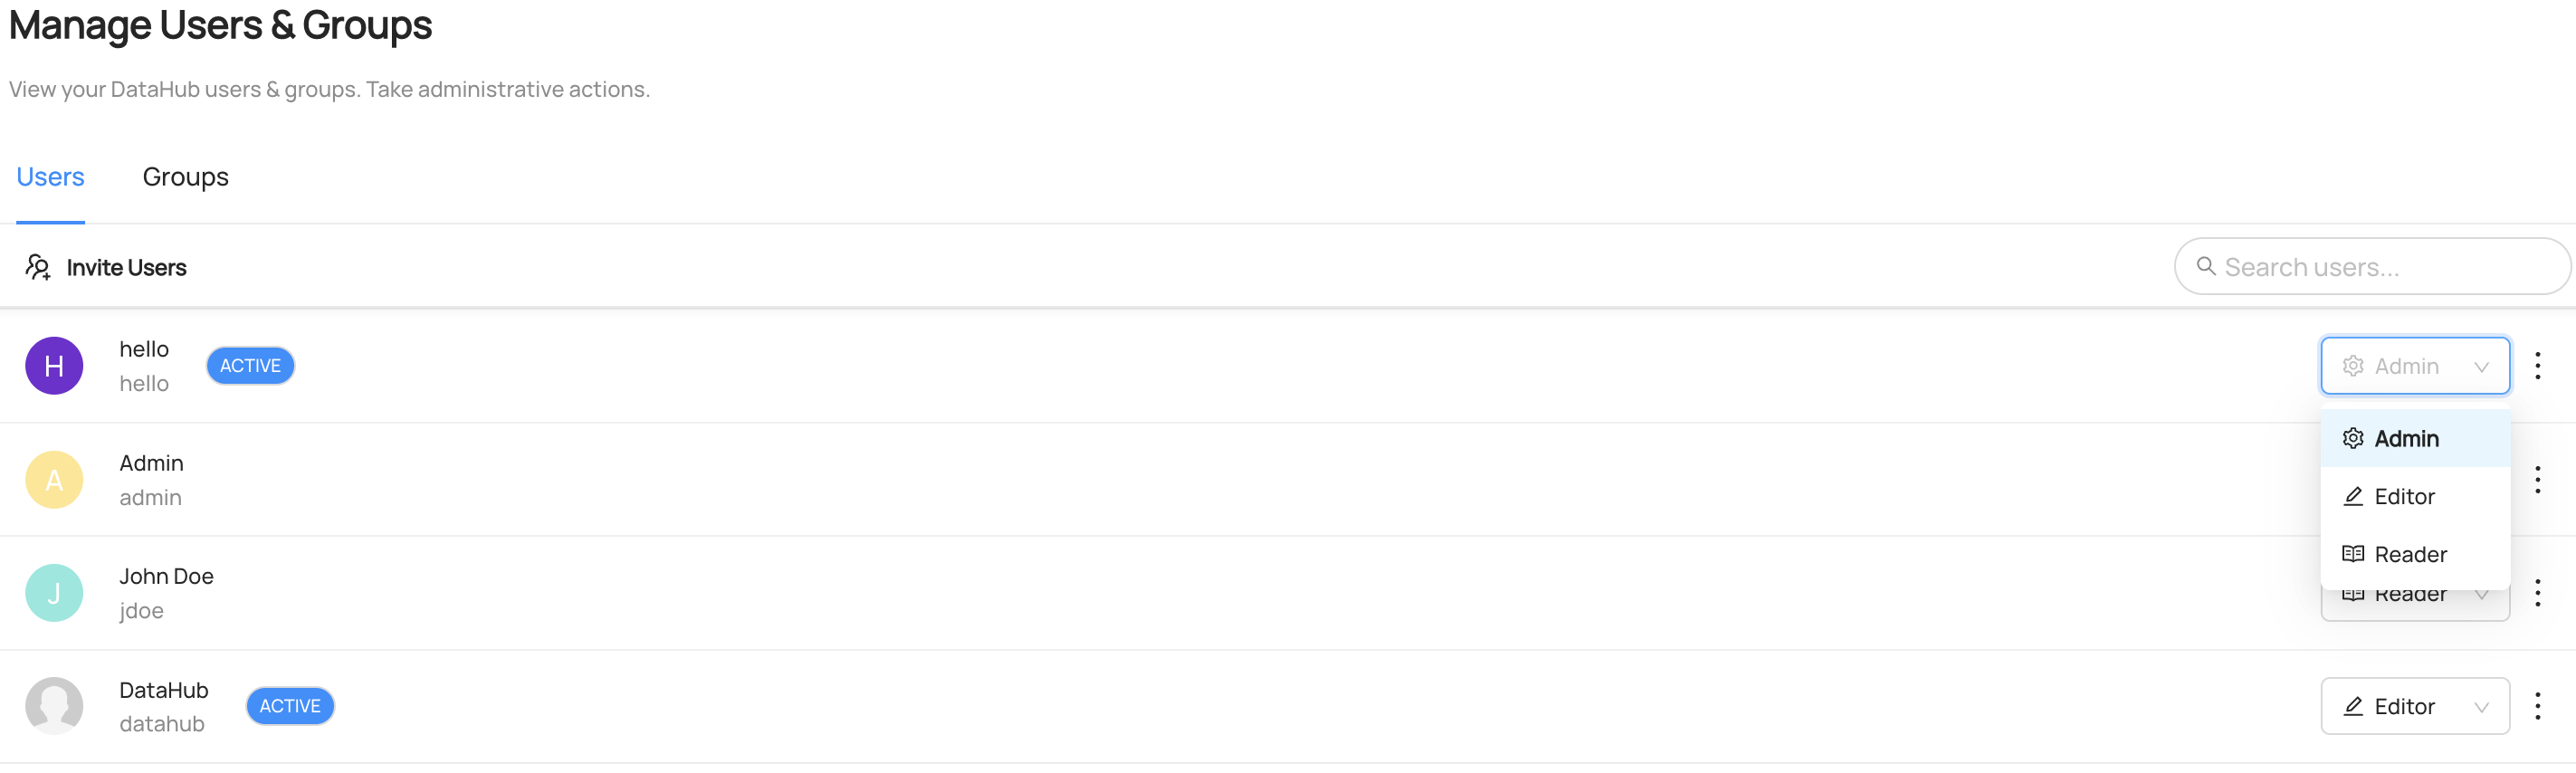 Manage Users & Groups
View your DataHub users & groups. Take administrative actions.
Users Groups
Invite Users Search users...
H hello ACTIVE Admin
hello
Admin
A Admin
admin
Editor
Reader
J John Doe
jdoe
Reader
DataHub ACTIVE Editor
datahub